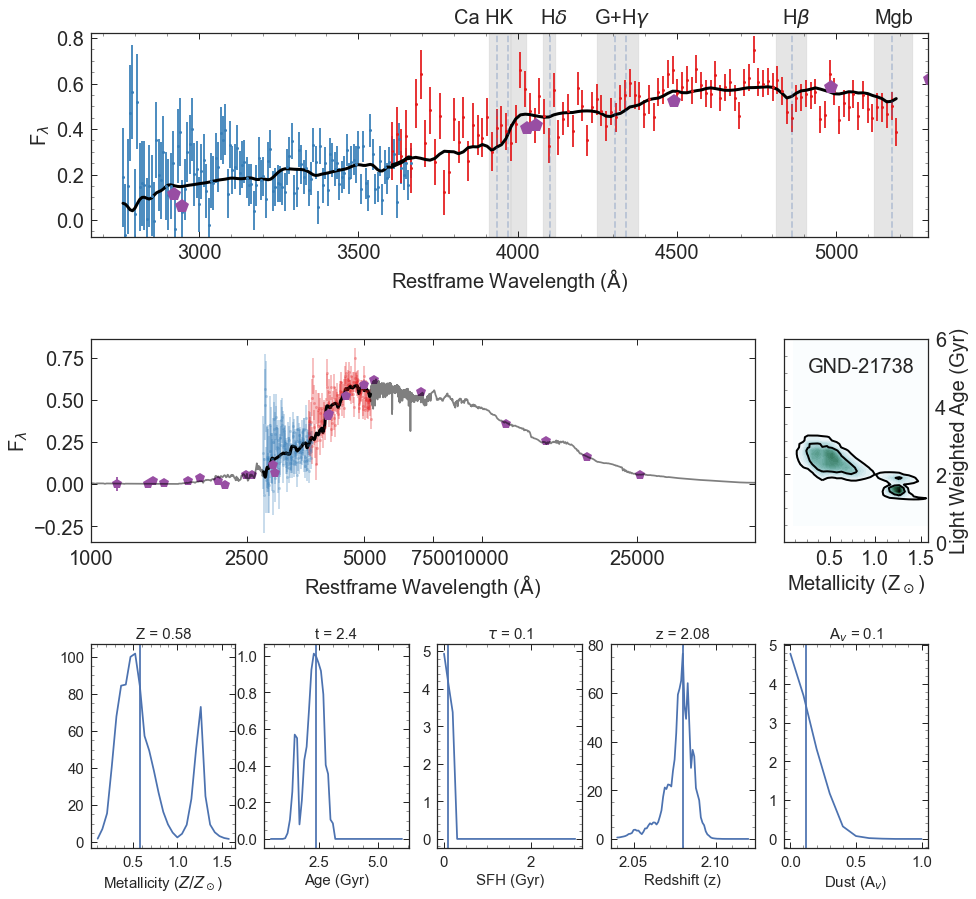 Ca HK Hδ G+Hγ Hβ Mgb
0.8
0.6
0.4
0.2
0.0
F_λ
3000 3500 4000 4500 5000
Restframe Wavelength (Å)
0.75
0.50
0.25
0.00
−0.25
F_λ
1000 2500 5000 7500 10000 25000
Restframe Wavelength (Å)
GND-21738
6
4
2
0
Light Weighted Age (Gyr)
0.5 1.0 1.5
Metallicity (Z_⊙)
Z = 0.58
100
80
60
40
20
0
0.5 1.0 1.5
Metallicity (Z/Z_⊙)
t = 2.4
1.0
0.8
0.6
0.4
0.2
0.0
2.5 5.0
Age (Gyr)
τ = 0.1
5
4
3
2
1
0
0 2
SFH (Gyr)
z = 2.08
80
60
40
20
0
2.05 2.10
Redshift (z)
A_v = 0.1
5
4
3
2
1
0
0.0 0.5 1.0
Dust (A_v)